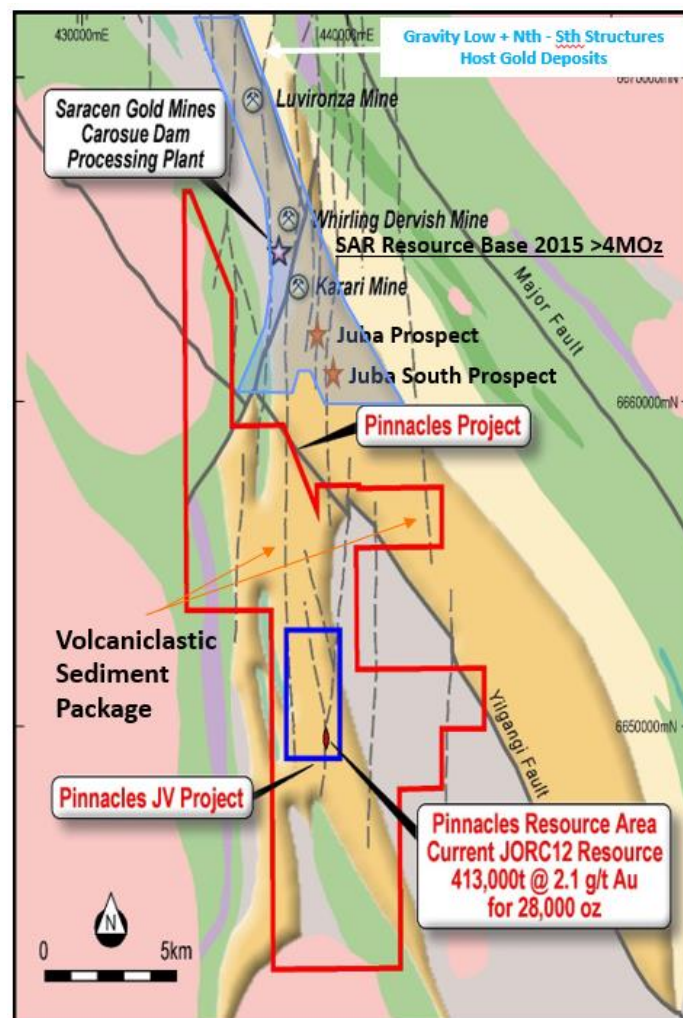 430000mE
440000mE
Gravity Low + Nth - Sth Structures
Host Gold Deposits
Saracen Gold Mines
Carosue Dam
Processing Plant
Luvironza Mine
Whirling Dervish Mine
SAR Resource Base 2015 >4MOz
Karari Mine
Major Fault
Juba Prospect
Juba South Prospect
6660000mN
Pinnacles Project
Volcaniclastic
Sediment
Package
Yilgangi Fault
6650000mN
Pinnacles JV Project
Pinnacles Resource Area
Current JORC12 Resource
413,000t @ 2.1 g/t Au
for 28,000 oz
N
0
5km